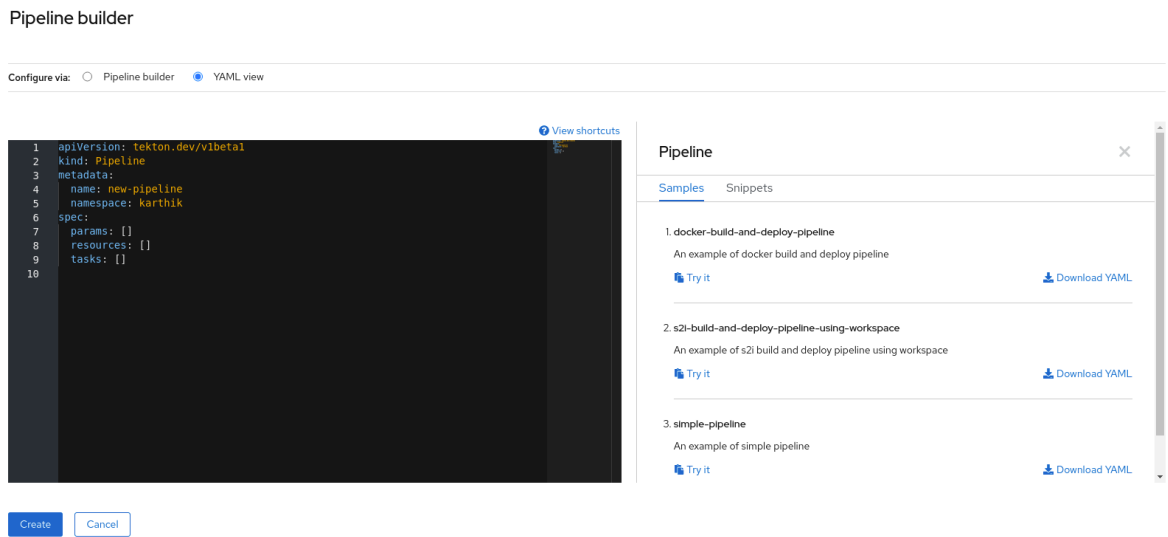 Pipeline builder
Configure via: Pipeline builder YAML view
View shortcuts
1 apiVersion: tekton.dev/v1beta1
2 kind: Pipeline
3 metadata:
4   name: new-pipeline
5   namespace: karthik
6 spec:
7   params: []
8   resources: []
9   tasks: []
10
Pipeline
Samples Snippets
1. docker-build-and-deploy-pipeline
An example of docker build and deploy pipeline
Try it Download YAML
2. s2i-build-and-deploy-pipeline-using-workspace
An example of s2i build and deploy pipeline using workspace
Try it Download YAML
3. simple-pipeline
An example of simple pipeline
Try it Download YAML
Create Cancel